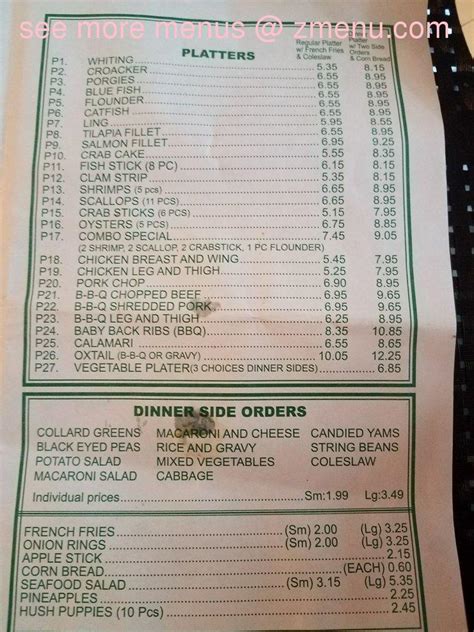 see more menus @ zmenu.com
PLATTERS
Regular Platter w/ French Fries & Coleslaw
Platter w/ Two Side Orders & Corn Bread
P1. WHITING 5.35 8.15
P2. CROACKER 6.55 8.95
P3. PORGIES 6.55 8.95
P4. BLUE FISH 6.55 8.95
P5. FLOUNDER 6.55 8.95
P6. CATFISH 6.55 8.95
P7. LING 5.95 8.55
P8. TILAPIA FILLET 6.55 8.95
P9. SALMON FILLET 6.55 9.25
P10. CRAB CAKE 5.55 8.35
P11. FISH STICK (8 PC) 6.15 8.30
P12. CLAM STRIP 5.35 8.15
P13. SHRIMPS (5 pcs) 6.65 8.95
P14. SCALLOPS (11 PCS) 6.65 8.95
P15. CRAB STICKS (6 PCS) 5.15 7.95
P16. OYSTERS (5 PCS) 6.75 8.85
P17. COMBO SPECIAL 7.45 9.05
(2 SHRIMP, 2 SCALLOP, 2 CRABSTICK, 1 PC FLOUNDER)
P18. CHICKEN BREAST AND WING 5.45 7.95
P19. CHICKEN LEG AND THIGH 5.25 7.95
P20. PORK CHOP 6.90 8.95
P21. B-B-Q CHOPPED BEEF 6.95 9.65
P22. B-B-Q SHREDDED PORK 6.95 9.65
P23. B-B-Q LEG AND THIGH 6.25 8.95
P24. BABY BACK RIBS (BBQ) 8.35 10.85
P25. CALAMARI 6.55 8.95
P26. OXTAIL (B-B-Q OR GRAVY) 10.05 12.25
P27. VEGETABLE PLATER(3 CHOICES DINNER SIDES) 6.85
DINNER SIDE ORDERS
COLLARD GREENS MACARONI AND CHEESE CANDIED YAMS
BLACK EYED PEAS RICE AND GRAVY STRING BEANS
POTATO SALAD MIXED VEGETABLES COLESLAW
MACARONI SALAD CABBAGE
Individual prices Sm:1.99 Lg:3.49
FRENCH FRIES (Sm) 2.00 (Lg) 3.25
ONION RINGS (Sm) 2.00 (Lg) 3.25
APPLE STICK 2.15
CORN BREAD (EACH) 0.60
SEAFOOD SALAD (Sm) 3.15 (Lg) 5.35
PINEAPPLES 2.25
HUSH PUPPIES (10 Pcs) 2.45